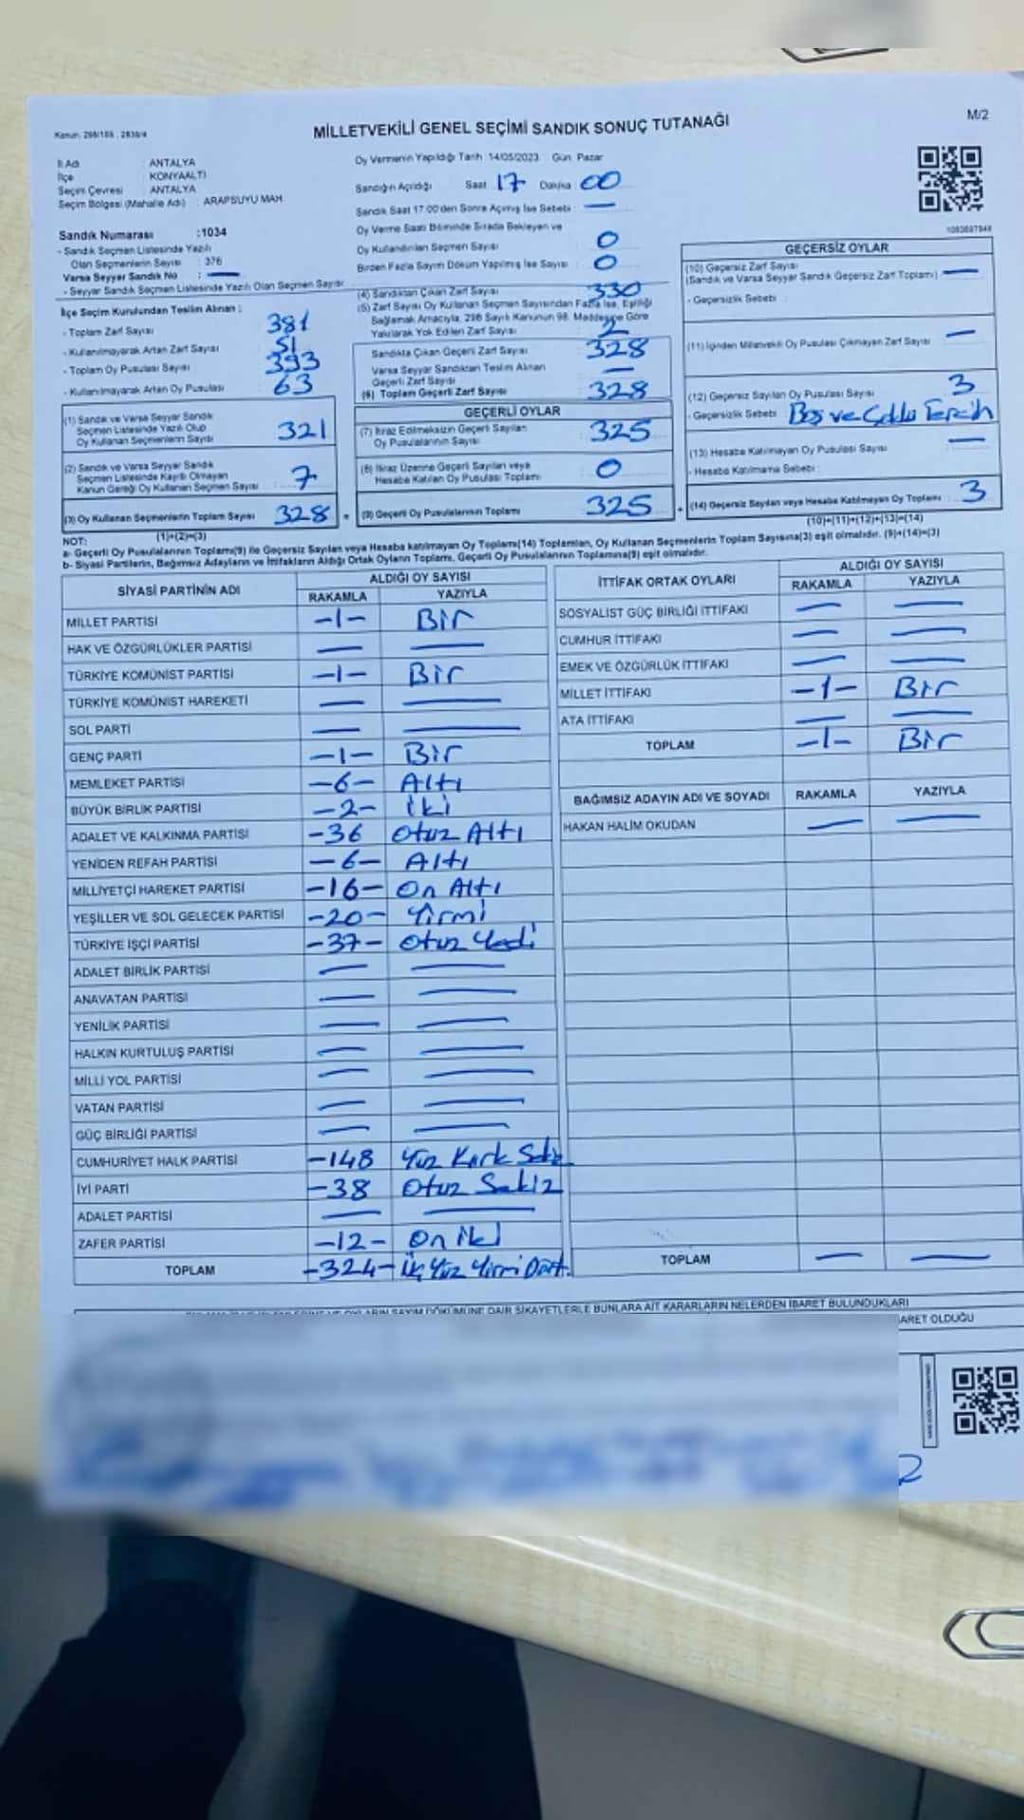 Kanun: 298/105 ; 2839/4
MİLLETVEKİLİ GENEL SEÇİMİ SANDIK SONUÇ TUTANAĞI
M/2
İl Adı ANTALYA
İlçe KONYAALTI
Seçim Çevresi ANTALYA
Seçim Bölgesi (Mahalle Adı) : ARAPSUYU MAH
Oy Vermenin Yapıldığı Tarih 14/05/2023 Gün Pazar
Sandığın Açıldığı Saat 17 Dakika 00
Sandık Saat 17:00'den Sonra Açılmış İse Sebebi : —
Oy Verme Saati Bitiminde Sırada Bekleyen ve
Oy Kullandırılan Seçmen Sayısı 0
Birden Fazla Sayım Döküm Yapılmış İse Sayısı : 0
Sandık Numarası :1034
- Sandık Seçmen Listesinde Yazılı
Olan Seçmenlerin Sayısı : 376
Varsa Seyyar Sandık No : —
- Seyyar Sandık Seçmen Listesinde Yazılı Olan Seçmen Sayısı
İlçe Seçim Kurulundan Teslim Alınan ;
- Toplam Zarf Sayısı 381
- Kullanılmayarak Artan Zarf Sayısı 51
- Toplam Oy Pusulası Sayısı 393
- Kullanılmayarak Artan Oy Pusulası 63
(1) Sandık ve Varsa Seyyar Sandık
Seçmen Listesinde Yazılı Olup
Oy Kullanan Seçmenlerin Sayısı 321
(2) Sandık ve Varsa Seyyar Sandık
Seçmen Listesinde Kayıtlı Olmayan
Kanun Gereği Oy Kullanan Seçmen Sayısı 7
(3) Oy Kullanan Seçmenlerin Toplam Sayısı 328
(1)+(2)=(3)
(4) Sandıktan Çıkan Zarf Sayısı 330
(5) Zarf Sayısı Oy Kullanan Seçmen Sayısından Fazla İse, Eşitliği
Sağlamak Amacıyla, 298 Sayılı Kanunun 98. Maddesine Göre
Yakılarak Yok Edilen Zarf Sayısı 2
Sandıkta Çıkan Geçerli Zarf Sayısı 328
Varsa Seyyar Sandıktan Teslim Alınan
Geçerli Zarf Sayısı —
(6) Toplam Geçerli Zarf Sayısı 328
GEÇERLİ OYLAR
(7) İtiraz Edilmeksizin Geçerli Sayılan
Oy Pusulalarının Sayısı 325
(8) İtiraz Üzerine Geçerli Sayılan veya
Hesaba Katılan Oy Pusulası Toplamı 0
(9) Geçerli Oy Pusulalarının Toplamı 325
GEÇERSİZ OYLAR
(10) Geçersiz Zarf Sayısı
(Sandık ve Varsa Seyyar Sandık Geçersiz Zarf Toplamı) —
- Geçersizlik Sebebi :
(11) İçinden Milletvekili Oy Pusulası Çıkmayan Zarf Sayısı —
(12) Geçersiz Sayılan Oy Pusulası Sayısı 3
- Geçersizlik Sebebi : Boş ve Çoklu Tercih
(13) Hesaba Katılmayan Oy Pusulası Sayısı —
- Hesaba Katılmama Sebebi :
(14) Geçersiz Sayılan veya Hesaba Katılmayan Oy Toplamı 3
(10)+(11)+(12)+(13)=(14)
NOT:
a- Geçerli Oy Pusulalarının Toplamı(9) ile Geçersiz Sayılan veya Hesaba katılmayan Oy Toplamı(14) Toplamları, Oy Kullanan Seçmenlerin Toplam Sayısına(3) eşit olmalıdır. (9)+(14)=(3)
b- Siyasi Partilerin, Bağımsız Adayların ve İttifakların Aldığı Ortak Oyların Toplamı, Geçerli Oy Pusulalarının Toplamına(9) eşit olmalıdır.
SİYASİ PARTİNİN ADI ALDIĞI OY SAYISI
RAKAMLA YAZIYLA
MİLLET PARTİSİ -1- Bir
HAK VE ÖZGÜRLÜKLER PARTİSİ — —
TÜRKİYE KOMÜNİST PARTİSİ -1- Bir
TÜRKİYE KOMÜNİST HAREKETİ — —
SOL PARTİ — —
GENÇ PARTİ -1- Bir
MEMLEKET PARTİSİ -6- Altı
BÜYÜK BİRLİK PARTİSİ -2- İki
ADALET VE KALKINMA PARTİSİ -36 Otuz Altı
YENİDEN REFAH PARTİSİ -6- Altı
MİLLİYETÇİ HAREKET PARTİSİ -16- On Altı
YEŞİLLER VE SOL GELECEK PARTİSİ -20- Yirmi
TÜRKİYE İŞÇİ PARTİSİ -37- Otuz Yedi
ADALET BİRLİK PARTİSİ — —
ANAVATAN PARTİSİ — —
YENİLİK PARTİSİ — —
HALKIN KURTULUŞ PARTİSİ — —
MİLLİ YOL PARTİSİ — —
VATAN PARTİSİ — —
GÜÇ BİRLİĞİ PARTİSİ — —
CUMHURİYET HALK PARTİSİ -148 Yüz Kırk Sekiz
İYİ PARTİ -38 Otuz Sekiz
ADALET PARTİSİ — —
ZAFER PARTİSİ -12- On İki
TOPLAM -324- Üç Yüz Yirmi Dört
İTTİFAK ORTAK OYLARI ALDIĞI OY SAYISI
RAKAMLA YAZIYLA
SOSYALİST GÜÇ BİRLİĞİ İTTİFAKI — —
CUMHUR İTTİFAKI — —
EMEK VE ÖZGÜRLÜK İTTİFAKI — —
MİLLET İTTİFAKI -1- Bir
ATA İTTİFAKI — —
TOPLAM -1- Bir
BAĞIMSIZ ADAYIN ADI VE SOYADI RAKAMLA YAZIYLA
HAKAN HALİM OKUDAN — —
TOPLAM — —
DAİR ŞİKAYETLERLE BUNLARA AİT KARARLARIN NELERDEN İBARET BULUNDUKLARI
OLDUĞU